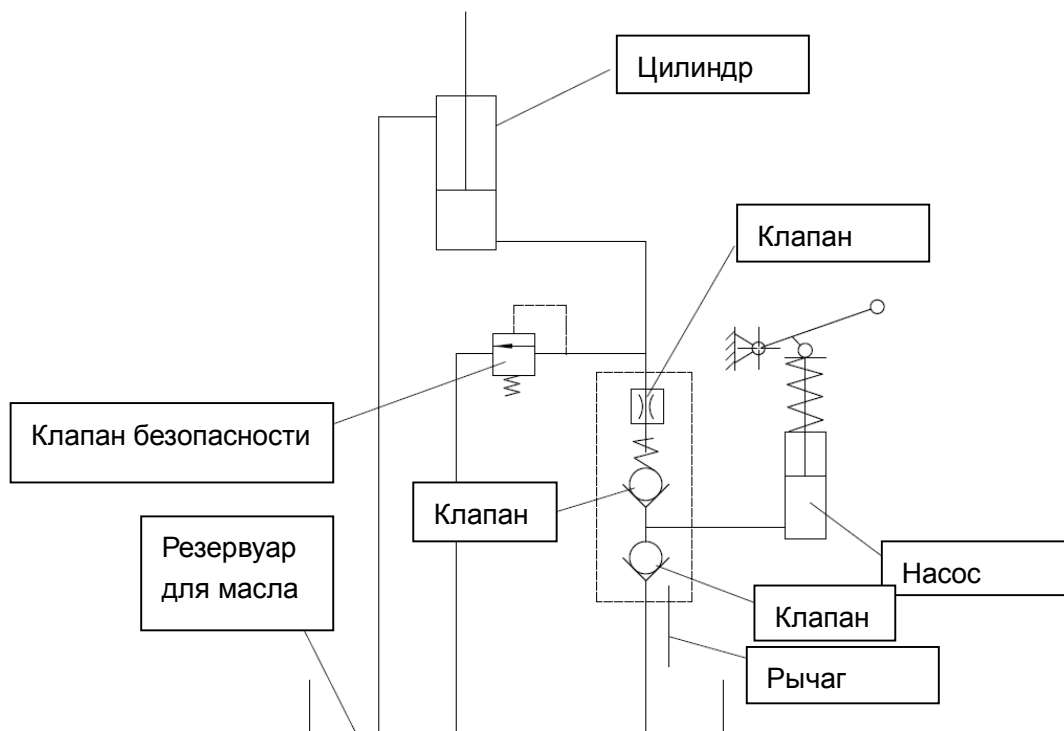 Цилиндр
Клапан
Клапан безопасности
Клапан
Резервуар
для масла
Насос
Клапан
Рычаг